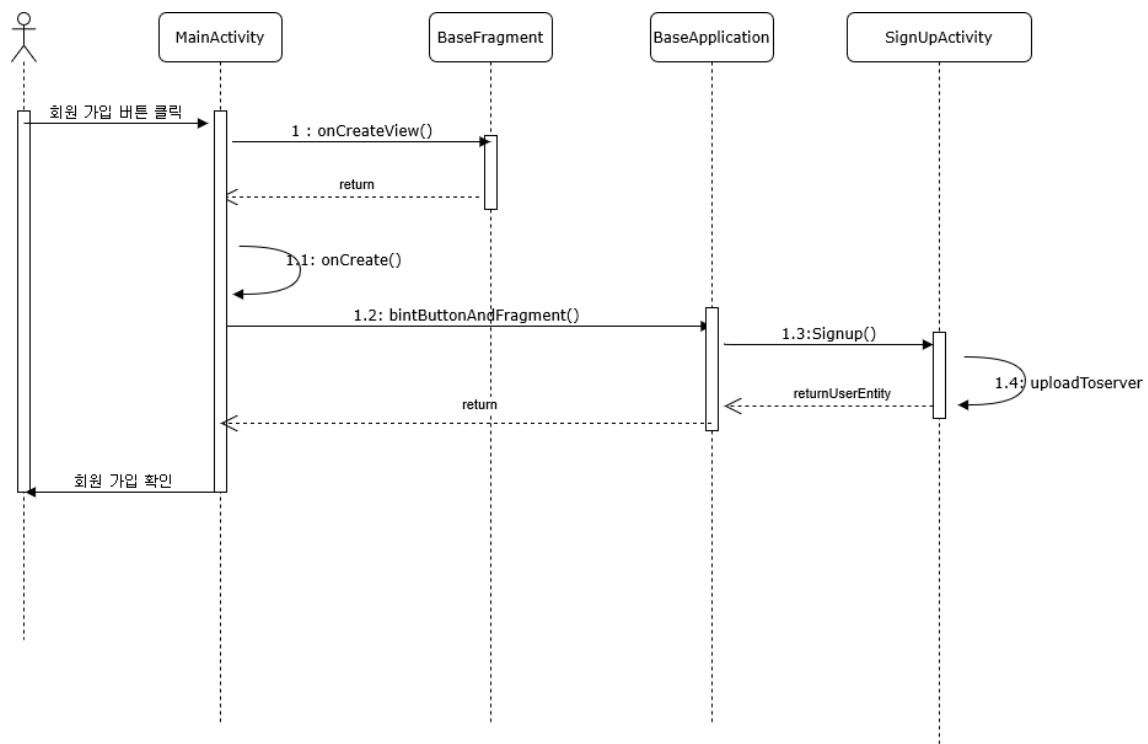 MainActivity
BaseFragment
BaseApplication
SignUpActivity
회원 가입 버튼 클릭
1 : onCreateView()
return
1.1: onCreate()
1.2: bintButtonAndFragment()
1.3:Signup()
1.4: uploadToserver
returnUserEntity
return
회원 가입 확인